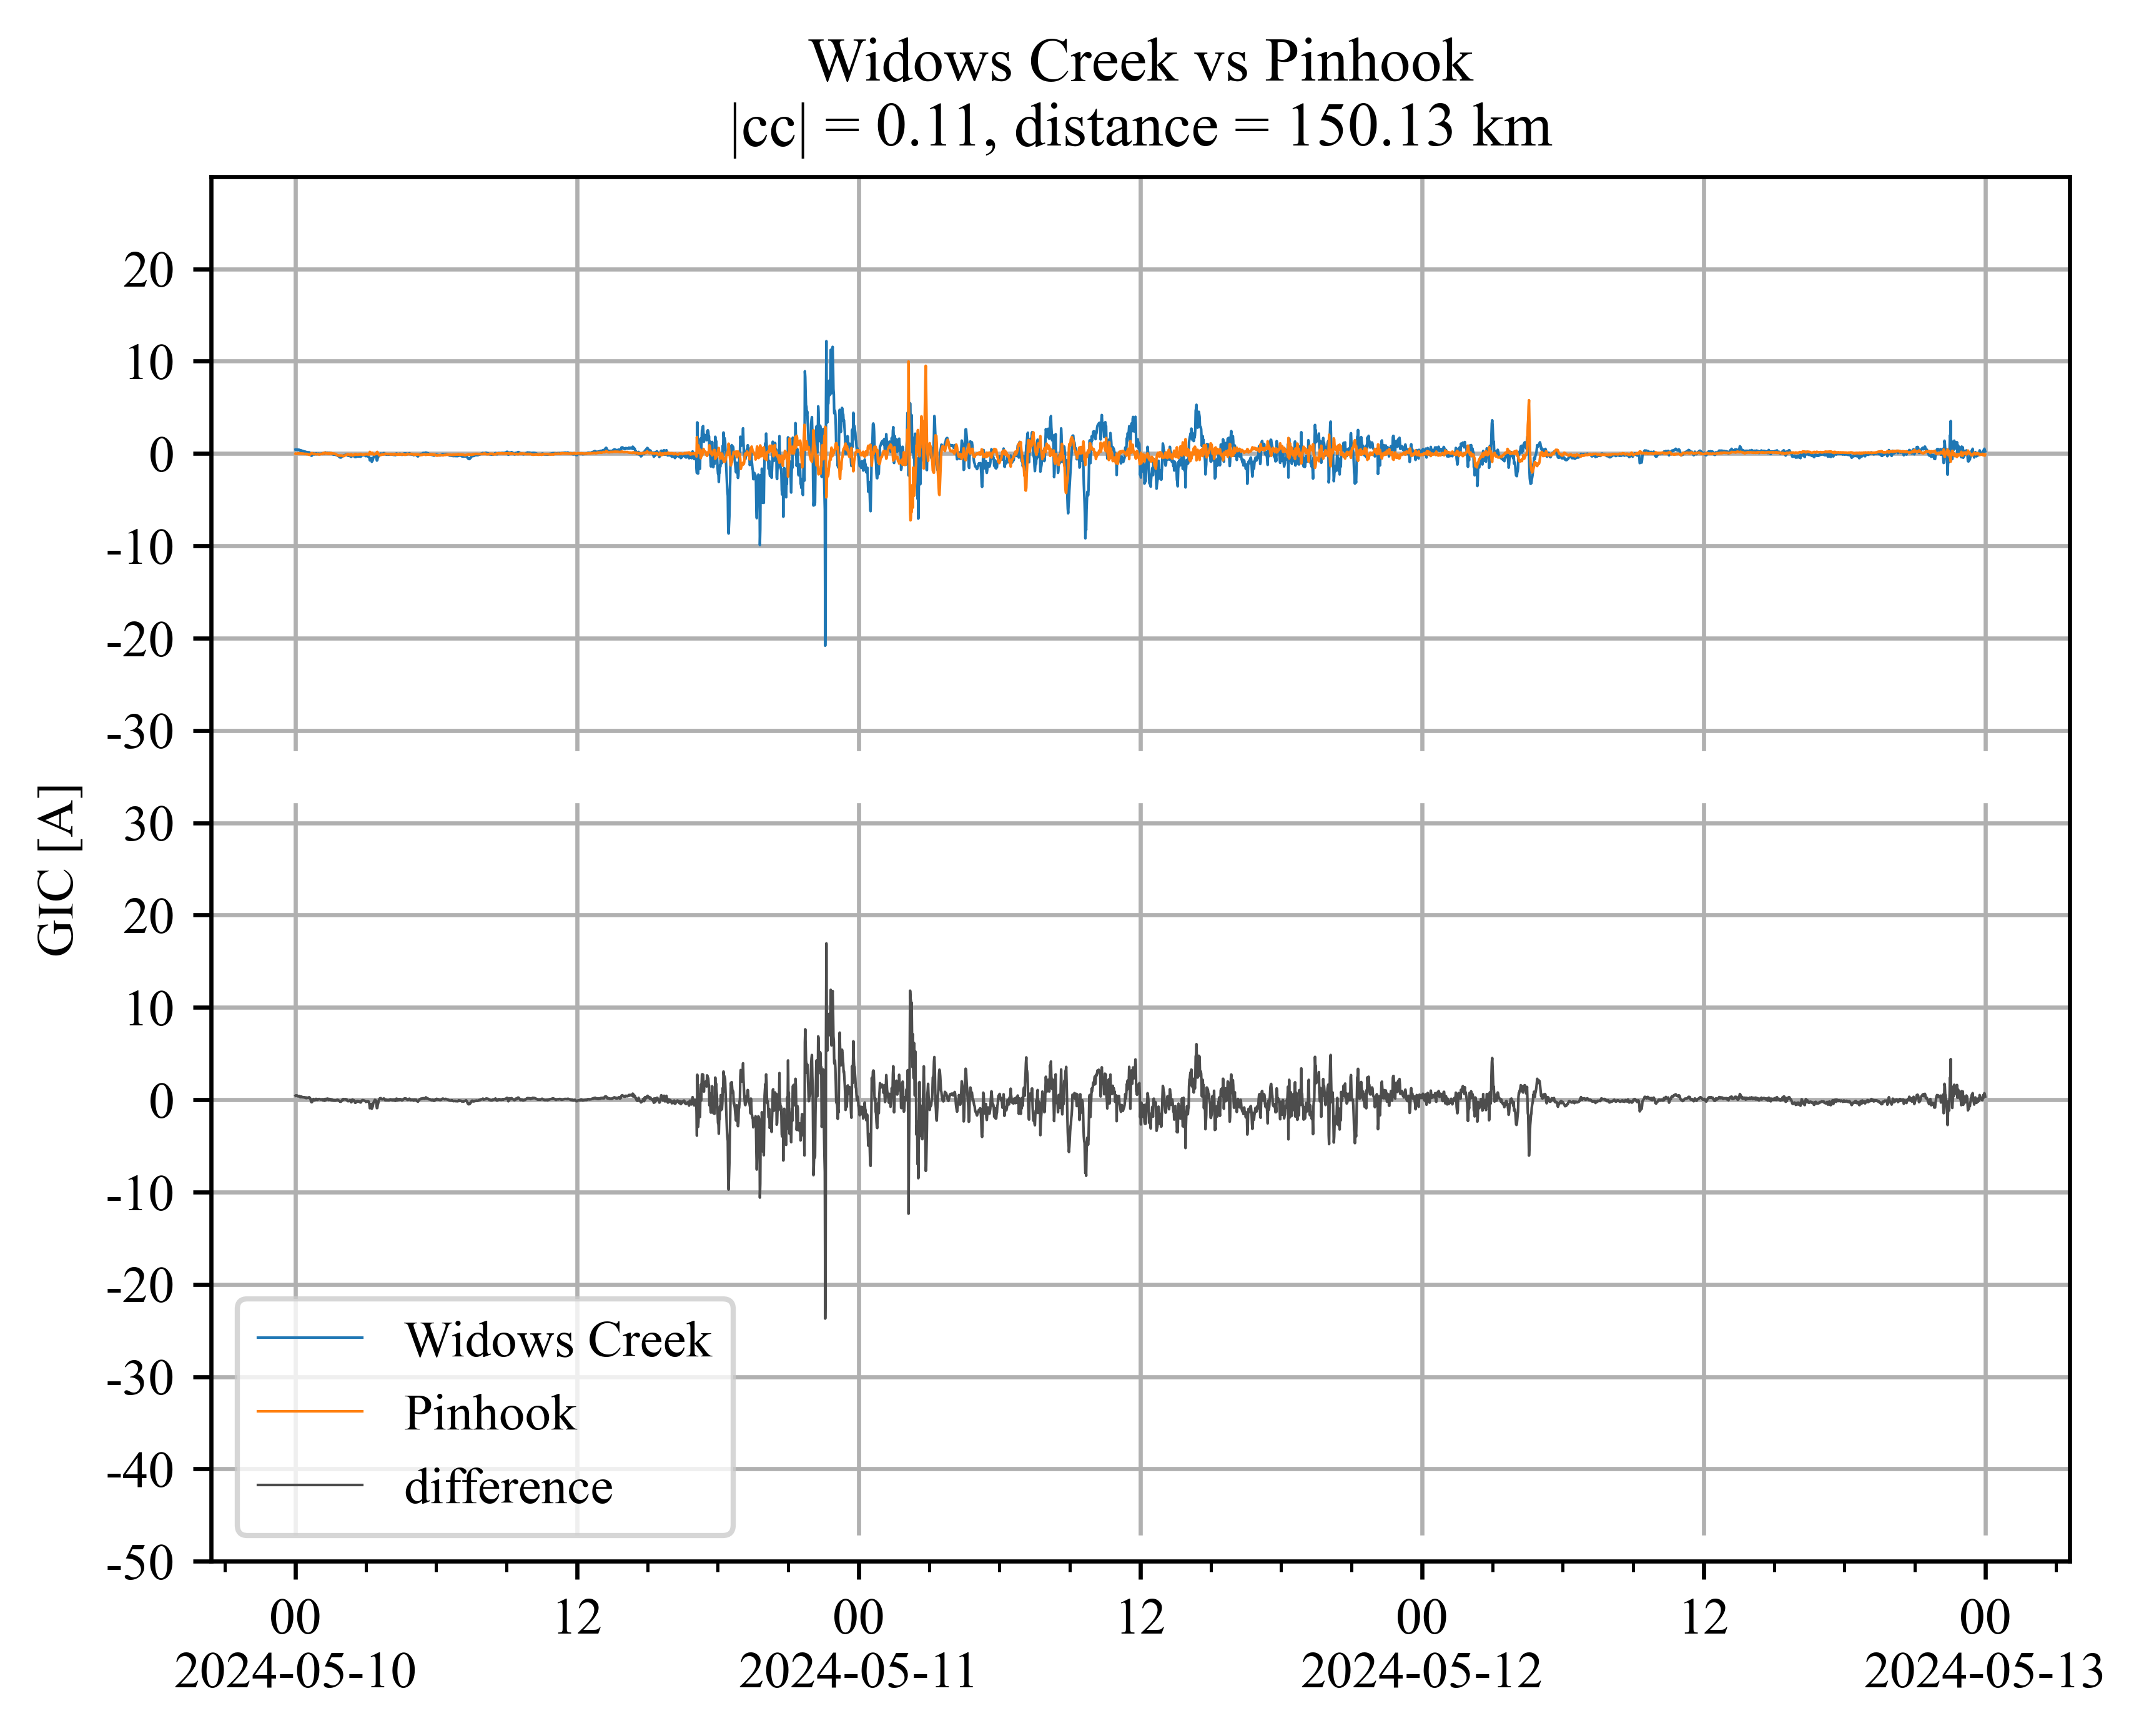 Widows Creek vs Pinhook
|cc| = 0.11, distance = 150.13 km
GIC [A]
20
10
0
-10
-20
-30
30
20
10
0
-10
-20
-30
-40
-50
Widows Creek
Pinhook
difference
00 12 00 12 00 12 00
2024-05-10 2024-05-11 2024-05-12 2024-05-13